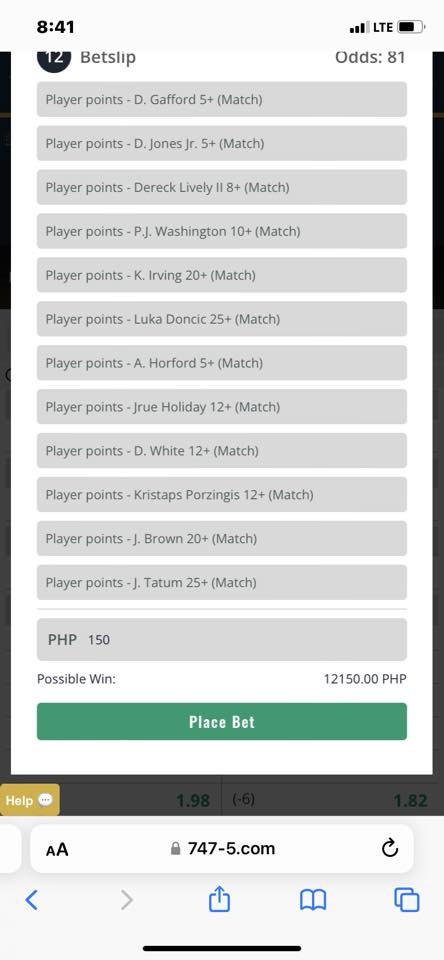 8:41
LTE
12 Betslip Odds: 81
Player points - D. Gafford 5+ (Match)
Player points - D. Jones Jr. 5+ (Match)
Player points - Dereck Lively II 8+ (Match)
Player points - P.J. Washington 10+ (Match)
Player points - K. Irving 20+ (Match)
Player points - Luka Doncic 25+ (Match)
Player points - A. Horford 5+ (Match)
Player points - Jrue Holiday 12+ (Match)
Player points - D. White 12+ (Match)
Player points - Kristaps Porzingis 12+ (Match)
Player points - J. Brown 20+ (Match)
Player points - J. Tatum 25+ (Match)
PHP 150
Possible Win: 12150.00 PHP
Place Bet
Help 1.98 (-6) 1.82
AA 747-5.com